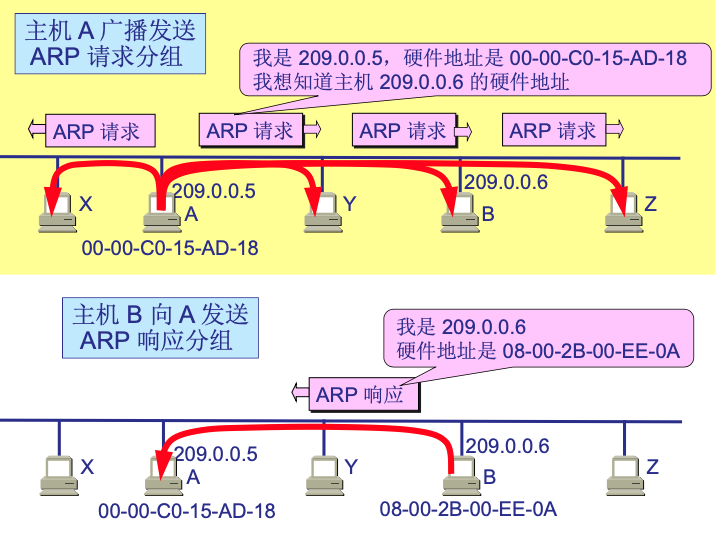 主机 A 广播发送
ARP 请求分组
我是 209.0.0.5，硬件地址是 00-00-C0-15-AD-18
我想知道主机 209.0.0.6 的硬件地址
ARP 请求
ARP 请求
ARP 请求
ARP 请求
209.0.0.5
209.0.0.6
X
A
Y
B
Z
00-00-C0-15-AD-18
主机 B 向 A 发送
ARP 响应分组
我是 209.0.0.6
硬件地址是 08-00-2B-00-EE-0A
ARP 响应
209.0.0.5
209.0.0.6
X
A
Y
B
Z
00-00-C0-15-AD-18
08-00-2B-00-EE-0A